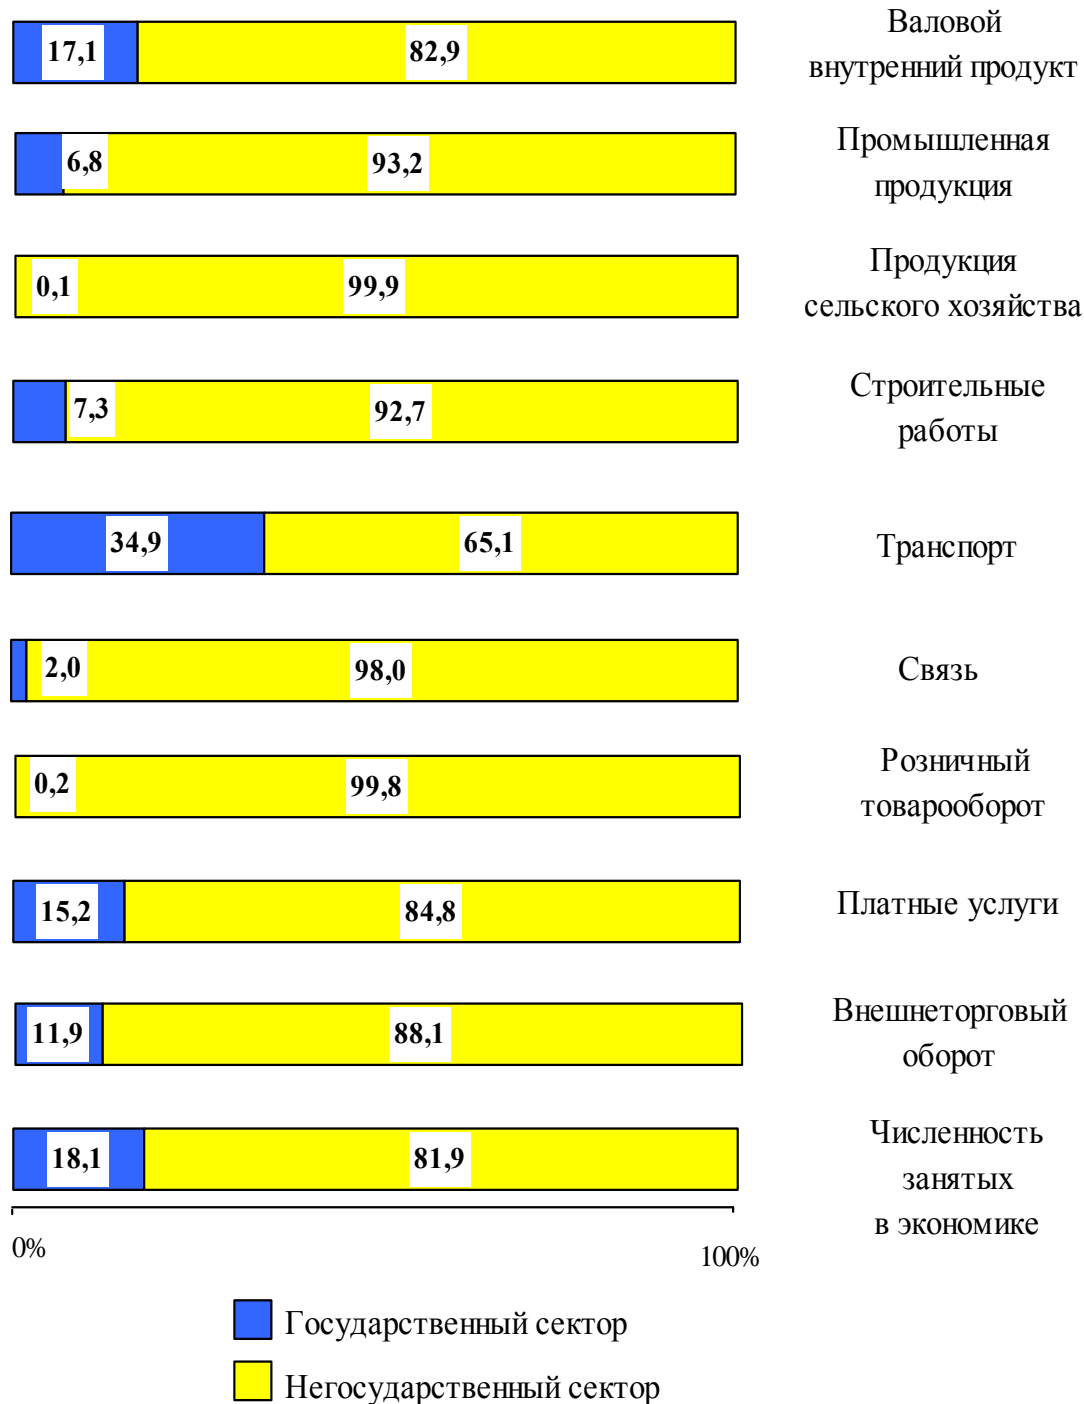 17,1 82,9 Валовой
внутренний продукт
6,8 93,2 Промышленная
продукция
0,1 99,9 Продукция
сельского хозяйства
7,3 92,7 Строительные
работы
34,9 65,1 Транспорт
2,0 98,0 Связь
0,2 99,8 Розничный
товарооборот
15,2 84,8 Платные услуги
11,9 88,1 Внешнеторговый
оборот
18,1 81,9 Численность
занятых
в экономике
0% 100%
Государственный сектор
Негосударственный сектор